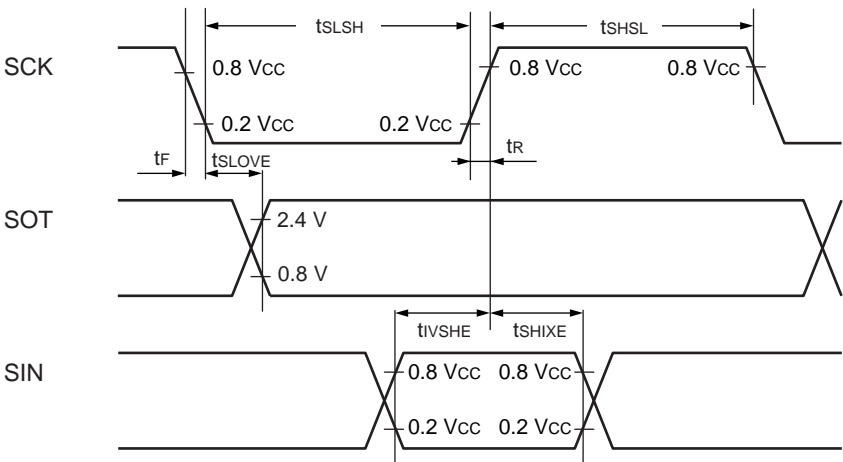 tSLSH
tSHSL
SCK
0.8 VCC
0.8 VCC
0.8 VCC
0.2 VCC
0.2 VCC
tF
tSLOVE
tR
SOT
2.4 V
0.8 V
tIVSHE
tSHIXE
SIN
0.8 VCC
0.8 VCC
0.2 VCC
0.2 VCC